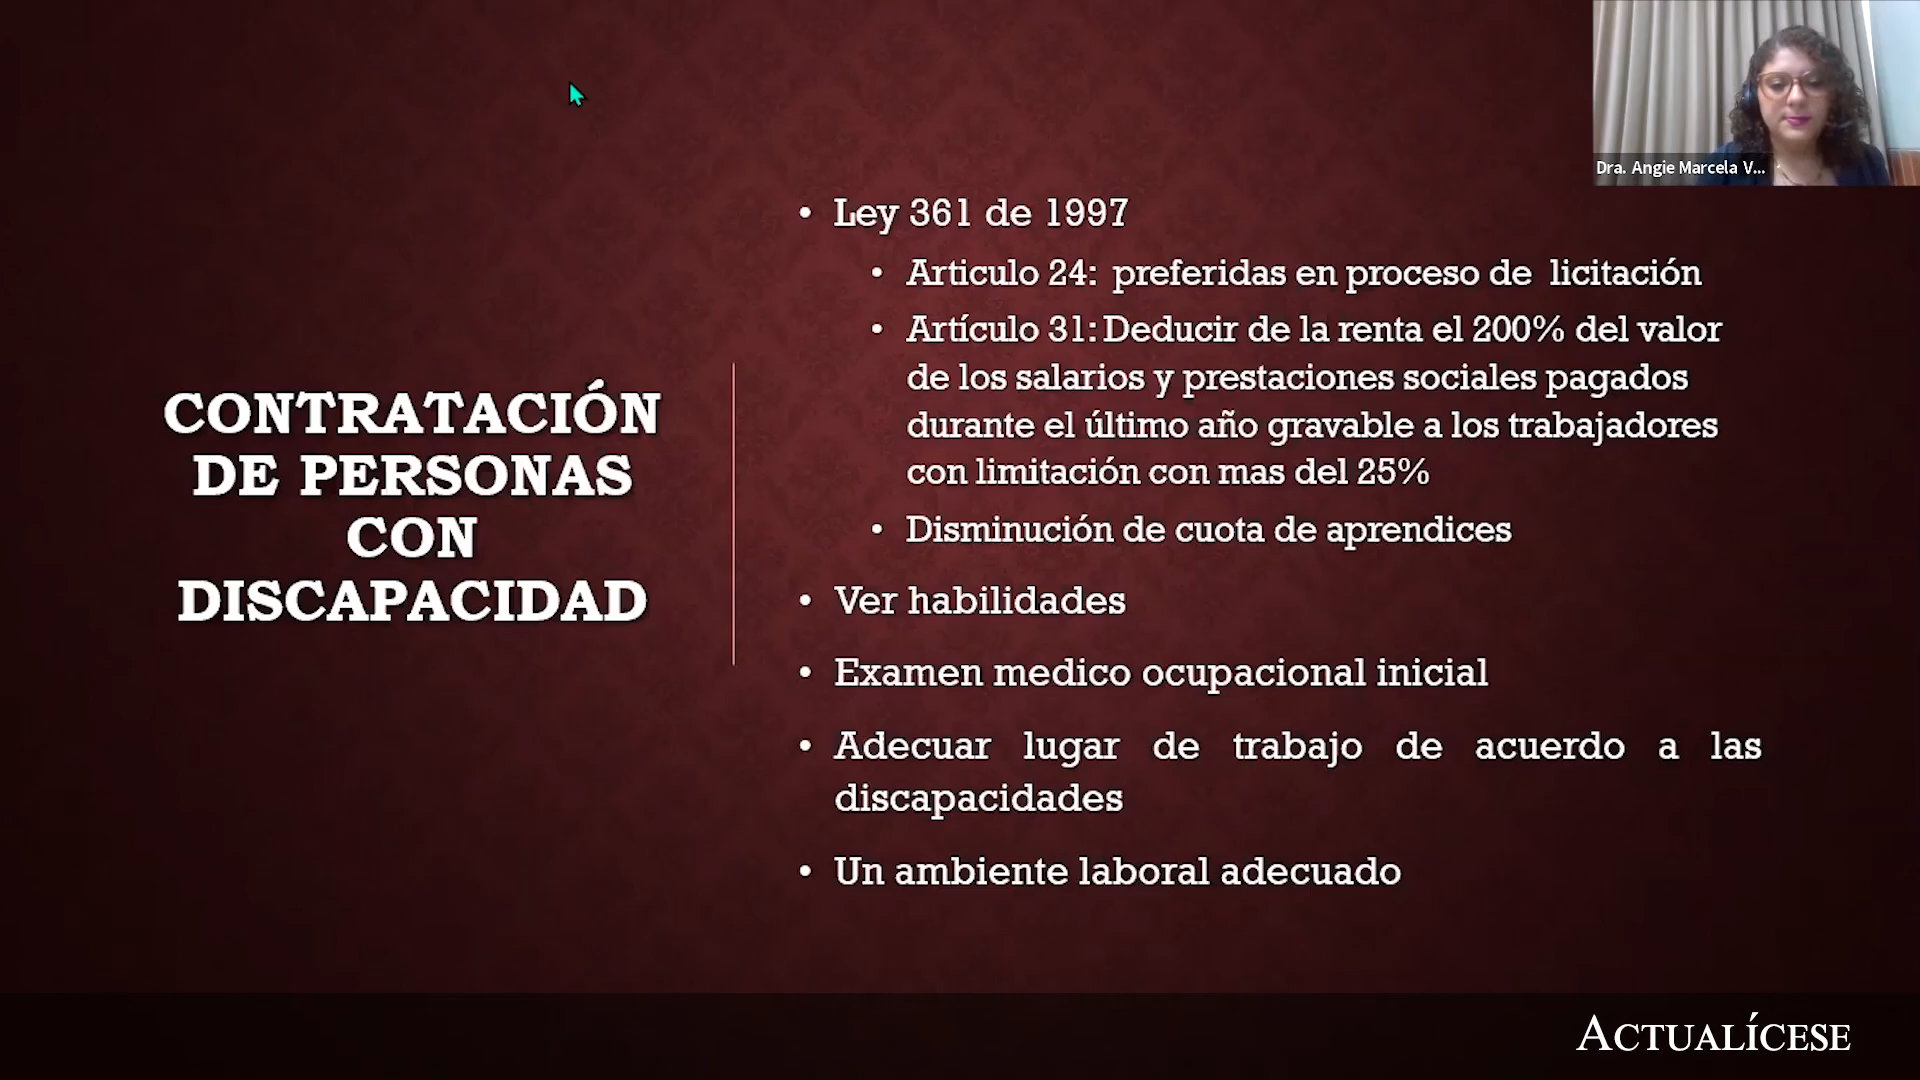 Dra. Angie Marcela V...
CONTRATACIÓN
DE PERSONAS
CON
DISCAPACIDAD
• Ley 361 de 1997
• Articulo 24: preferidas en proceso de licitación
• Artículo 31: Deducir de la renta el 200% del valor
de los salarios y prestaciones sociales pagados
durante el último año gravable a los trabajadores
con limitación con mas del 25%
• Disminución de cuota de aprendices
• Ver habilidades
• Examen medico ocupacional inicial
• Adecuar lugar de trabajo de acuerdo a las
discapacidades
• Un ambiente laboral adecuado
ACTUALÍCESE